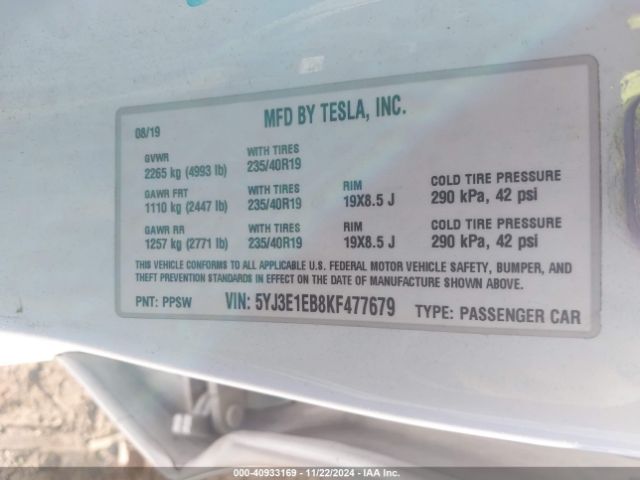 MFD BY TESLA, INC.
08/19
GVWR WITH TIRES
2265 kg (4993 lb) 235/40R19
GAWR FRT WITH TIRES RIM COLD TIRE PRESSURE
1110 kg (2447 lb) 235/40R19 19X8.5 J 290 kPa, 42 psi
GAWR RR WITH TIRES RIM COLD TIRE PRESSURE
1257 kg (2771 lb) 235/40R19 19X8.5 J 290 kPa, 42 psi
THIS VEHICLE CONFORMS TO ALL APPLICABLE U.S. FEDERAL MOTOR VEHICLE SAFETY, BUMPER, AND
THEFT PREVENTION STANDARDS IN EFFECT ON THE DATE OF MANUFACTURE SHOWN ABOVE.
PNT: PPSW VIN: 5YJ3E1EB8KF477679 TYPE: PASSENGER CAR
000-40933169 - 11/22/2024 - IAA Inc.